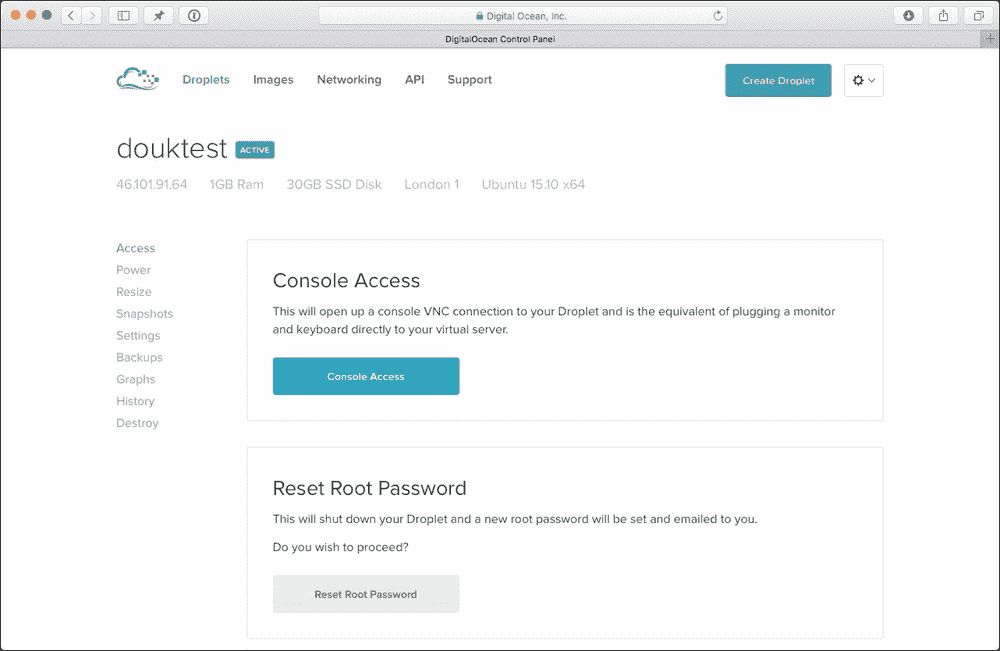 Digital Ocean, Inc.
DigitalOcean Control Panel
Droplets Images Networking API Support
Create Droplet
douktest ACTIVE
46.101.91.64 1GB Ram 30GB SSD Disk London 1 Ubuntu 15.10 x64
Access
Power
Resize
Snapshots
Settings
Backups
Graphs
History
Destroy
Console Access
This will open up a console VNC connection to your Droplet and is the equivalent of plugging a monitor
and keyboard directly to your virtual server.
Console Access
Reset Root Password
This will shut down your Droplet and a new root password will be set and emailed to you.
Do you wish to proceed?
Reset Root Password